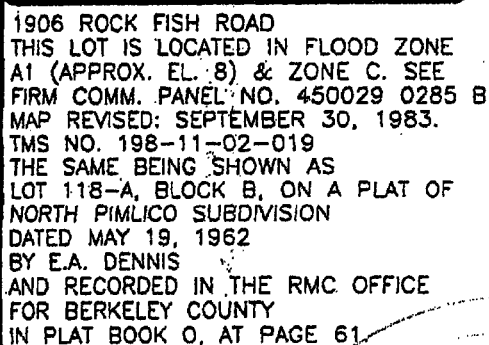 1906 ROCK FISH ROAD
THIS LOT IS LOCATED IN FLOOD ZONE
A1 (APPROX. EL. 8) & ZONE C. SEE
FIRM COMM. PANEL NO. 450029 0285 B
MAP REVISED: SEPTEMBER 30, 1983.
TMS NO. 198-11-02-019
THE SAME BEING SHOWN AS
LOT 118-A, BLOCK B, ON A PLAT OF
NORTH PIMLICO SUBDIVISION
DATED MAY 19, 1962
BY E.A. DENNIS
AND RECORDED IN THE RMC OFFICE
FOR BERKELEY COUNTY
IN PLAT BOOK O, AT PAGE 61.